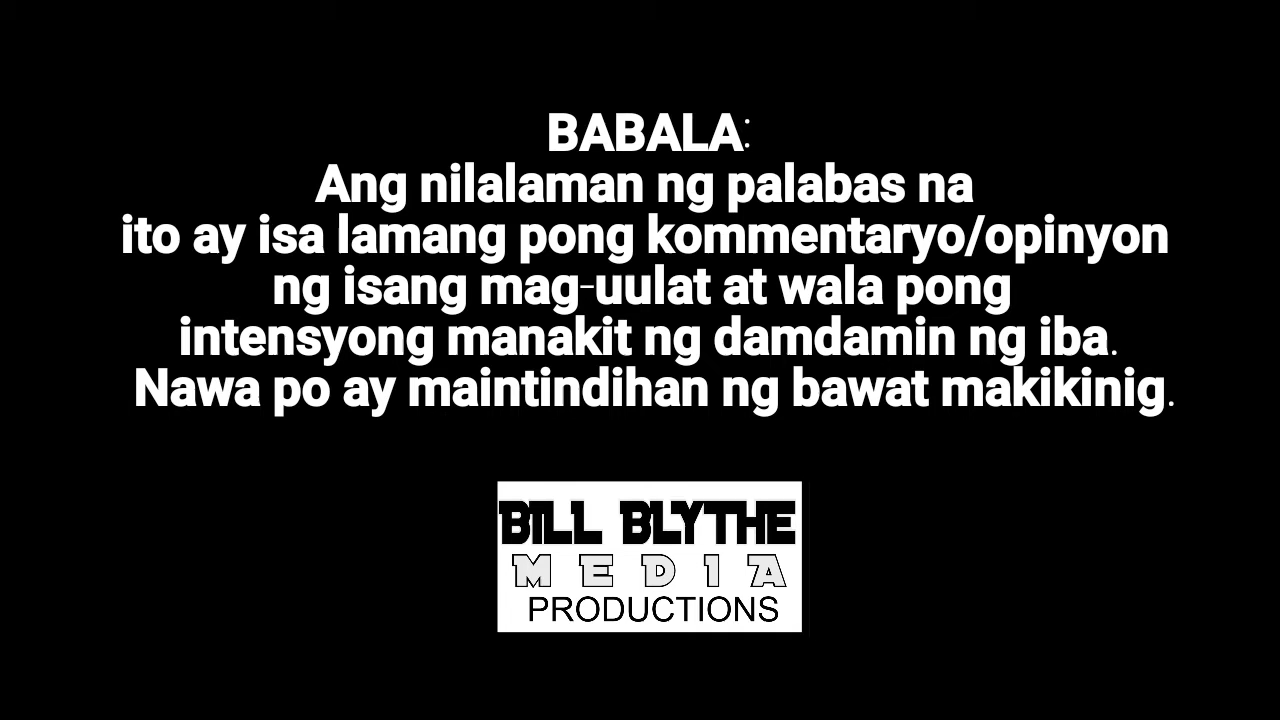 BABALA:
Ang nilalaman ng palabas na
ito ay isa lamang pong kommentaryo/opinyon
ng isang mag-uulat at wala pong
intensyong manakit ng damdamin ng iba.
Nawa po ay maintindihan ng bawat makikinig.
BILL BLYTHE
MEDIA
PRODUCTIONS